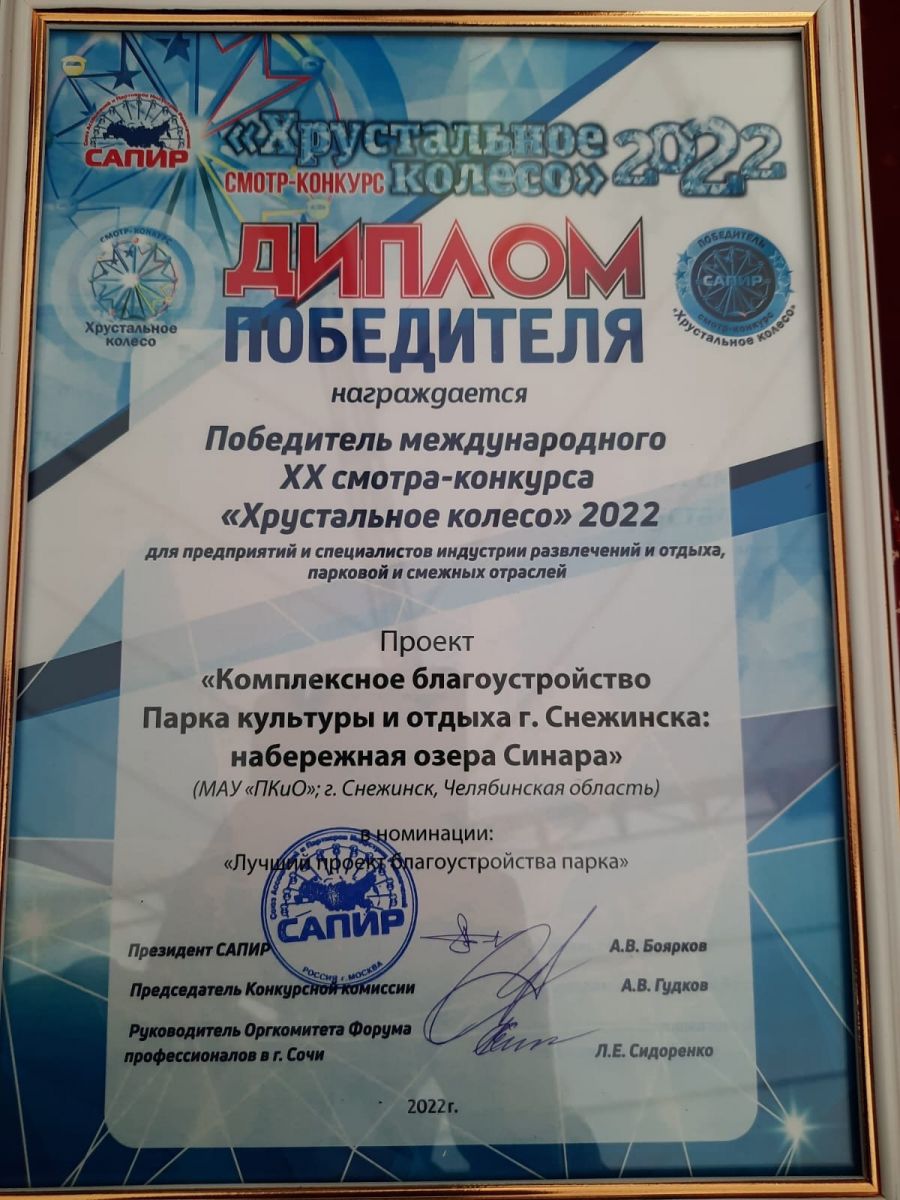 САПИР
«Хрустальное
колесо» 2022
СМОТР-КОНКУРС
ДИПЛОМ
ПОБЕДИТЕЛЯ
СМОТР-КОНКУРС
Хрустальное
колесо
ПОБЕДИТЕЛЬ
САПИР
смотр-конкурс
«Хрустальное колесо»
награждается
Победитель международного
XX смотра-конкурса
«Хрустальное колесо» 2022
для предприятий и специалистов индустрии развлечений и отдыха,
парковой и смежных отраслей
Проект
«Комплексное благоустройство
Парка культуры и отдыха г. Снежинска:
набережная озера Синара»
(МАУ «ПКиО»; г. Снежинск, Челябинская область)
в номинации:
«Лучший проект благоустройства парка»
САПИР
РОССИЯ г. МОСКВА
Президент САПИР А.В. Боярков
Председатель Конкурсной комиссии А.В. Гудков
Руководитель Оргкомитета Форума
профессионалов в г. Сочи Л.Е. Сидоренко
2022г.